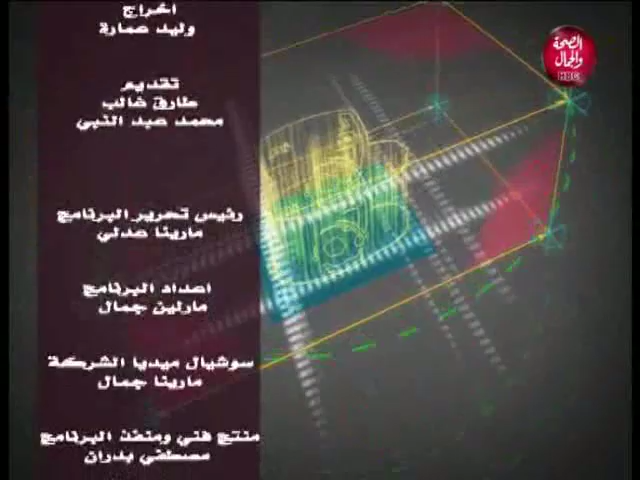 اخراج
وليد عمارة
تقديم
طارق غالب
محمد عبد النبي
رئيس تحرير البرنامج
مارينا عدلي
اعداد البرنامج
مارلين جمال
سوشيال ميديا الشركة
مارينا جمال
منتج فني ومنفذ البرنامج
مصطفي بدران
الصحة
والجمال
HBC